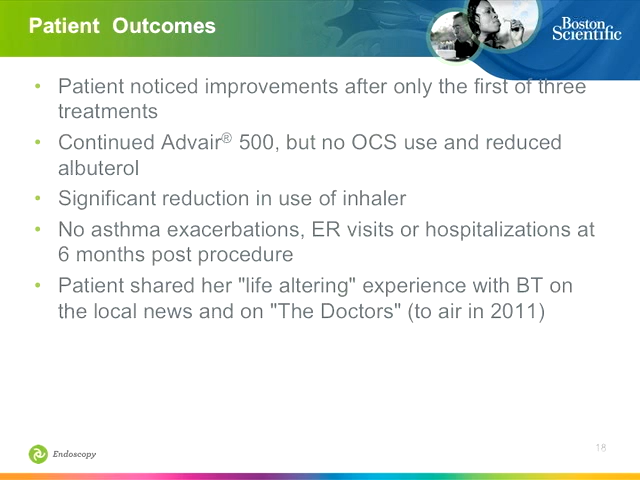 Patient Outcomes
Boston
Scientific
• Patient noticed improvements after only the first of three
treatments
• Continued Advair® 500, but no OCS use and reduced
albuterol
• Significant reduction in use of inhaler
• No asthma exacerbations, ER visits or hospitalizations at
6 months post procedure
• Patient shared her "life altering" experience with BT on
the local news and on "The Doctors" (to air in 2011)
18
Endoscopy